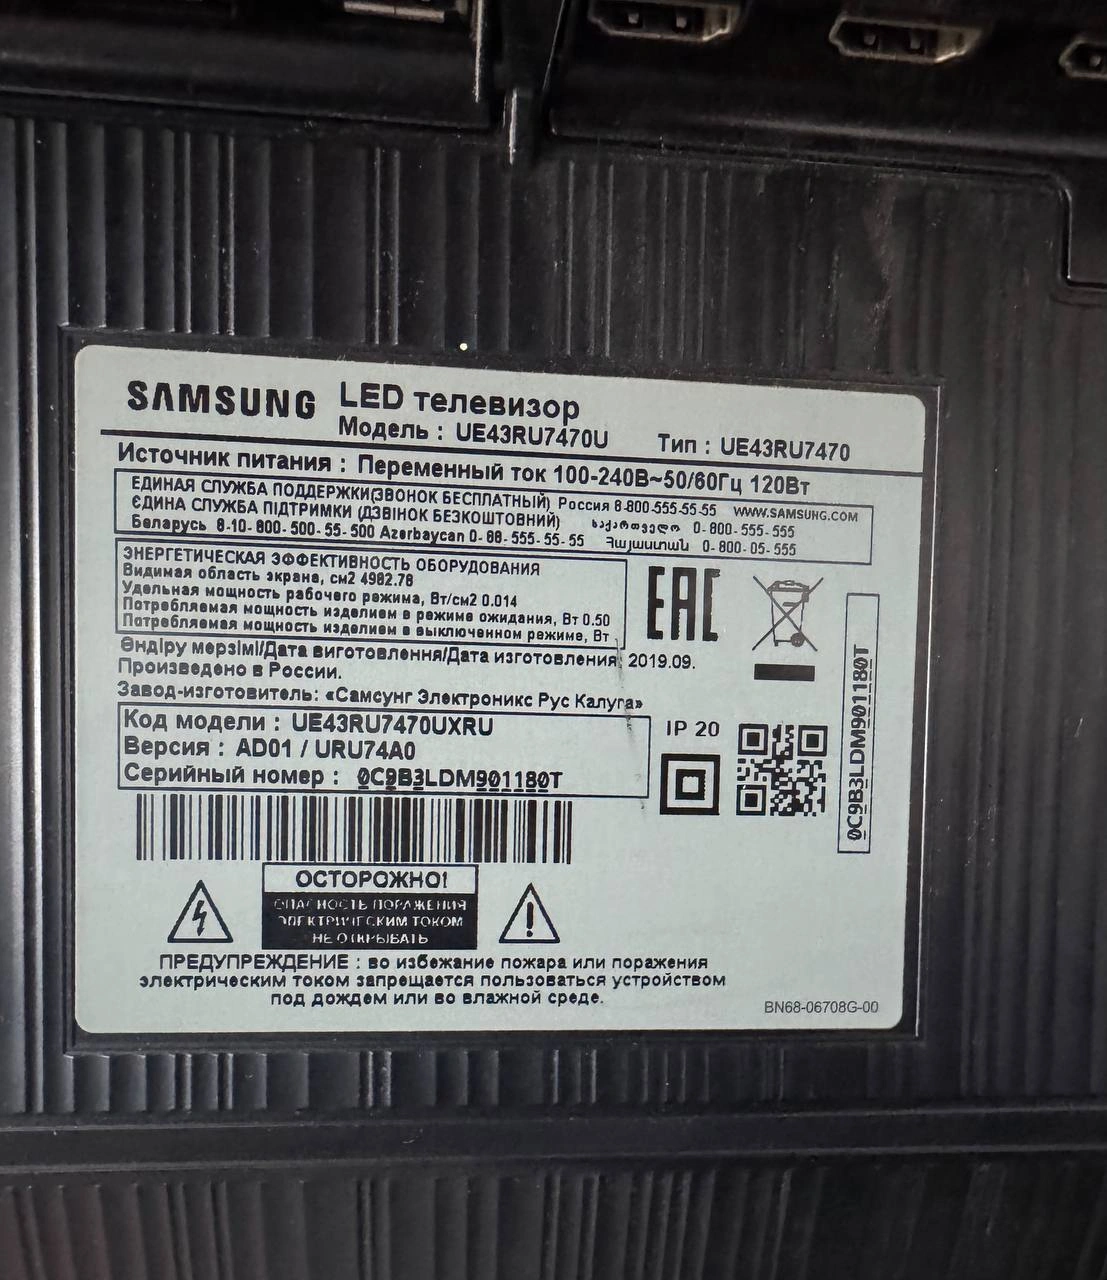 SAMSUNG LED телевизор
Модель : UE43RU7470U Тип : UE43RU7470
Источник питания : Переменный ток 100-240В~50/60Гц 120Вт
ЕДИНАЯ СЛУЖБА ПОДДЕРЖКИ(ЗВОНОК БЕСПЛАТНЫЙ) Россия 8-800-555-55-55 WWW.SAMSUNG.COM
ЄДИНА СЛУЖБА ПІДТРИМКИ (ДЗВІНОК БЕЗКОШТОВНИЙ) საქართველო 0-800-555-555
Беларусь 8-10-800-500-55-500 Azerbaycan 0-88-555-55-55 Հայաստան 0-800-05-555
ЭНЕРГЕТИЧЕСКАЯ ЭФФЕКТИВНОСТЬ ОБОРУДОВАНИЯ
Видимая область экрана, см2 4982.78
Удельная мощность рабочего режима, Вт/см2 0.014
Потребляемая мощность изделием в режиме ожидания, Вт 0.50
Потребляемая мощность изделием в выключенном режиме, Вт
EAC
Өндіру мерзімі/Дата виготовлення/Дата изготовления: 2019.09.
Произведено в России.
Завод-изготовитель: «Самсунг Электроникс Рус Калуга»
Код модели : UE43RU7470UXRU
Версия : AD01 / URU74A0
Серийный номер : 0C9B3LDM901180T
IP 20
0C9B3LDM901180T
ОСТОРОЖНО!
ОПАСНОСТЬ ПОРАЖЕНИЯ
ЭЛЕКТРИЧЕСКИМ ТОКОМ
НЕ ОТКРЫВАТЬ
ПРЕДУПРЕЖДЕНИЕ : во избежание пожара или поражения
электрическим током запрещается пользоваться устройством
под дождем или во влажной среде.
BN68-06708G-00